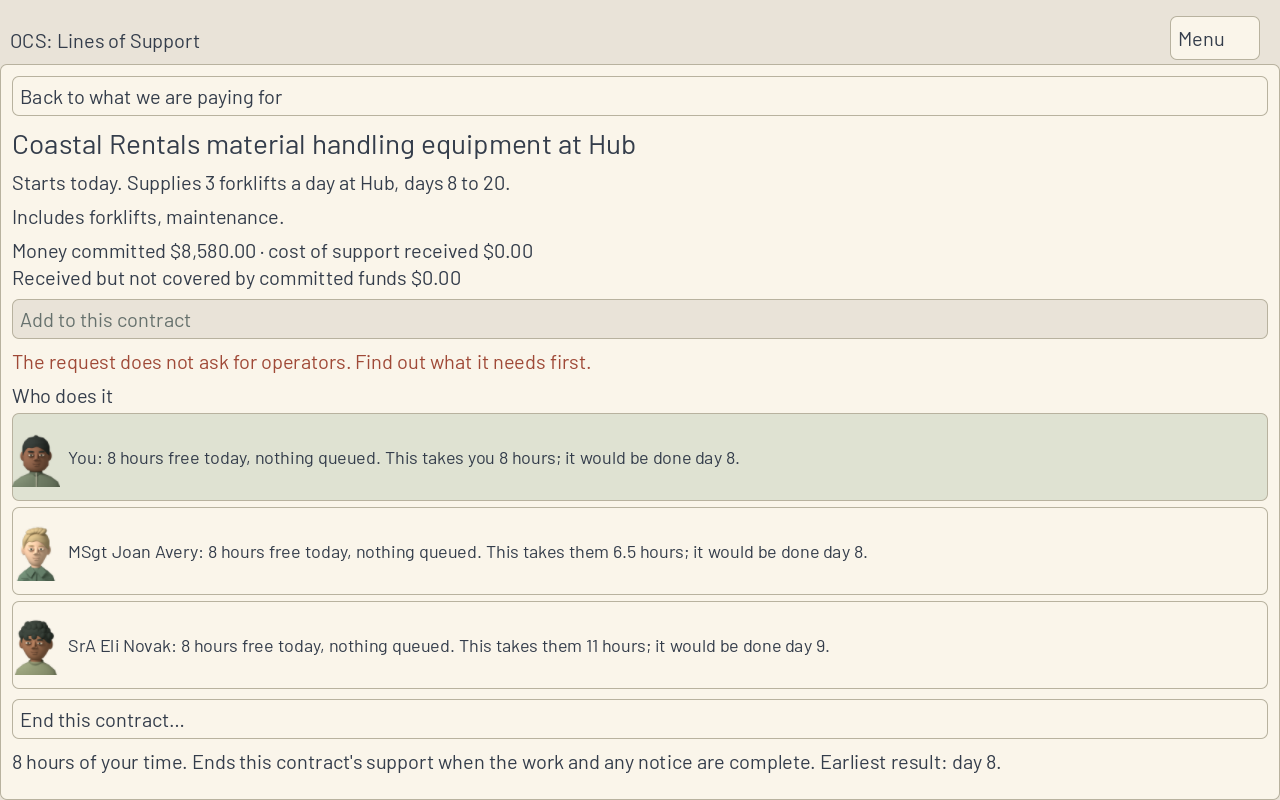 OCS: Lines of Support
Menu
Back to what we are paying for
Coastal Rentals material handling equipment at Hub
Starts today. Supplies 3 forklifts a day at Hub, days 8 to 20.
Includes forklifts, maintenance.
Money committed $8,580.00 · cost of support received $0.00
Received but not covered by committed funds $0.00
Add to this contract
The request does not ask for operators. Find out what it needs first.
Who does it
You: 8 hours free today, nothing queued. This takes you 8 hours; it would be done day 8.
MSgt Joan Avery: 8 hours free today, nothing queued. This takes them 6.5 hours; it would be done day 8.
SrA Eli Novak: 8 hours free today, nothing queued. This takes them 11 hours; it would be done day 9.
End this contract...
8 hours of your time. Ends this contract's support when the work and any notice are complete. Earliest result: day 8.